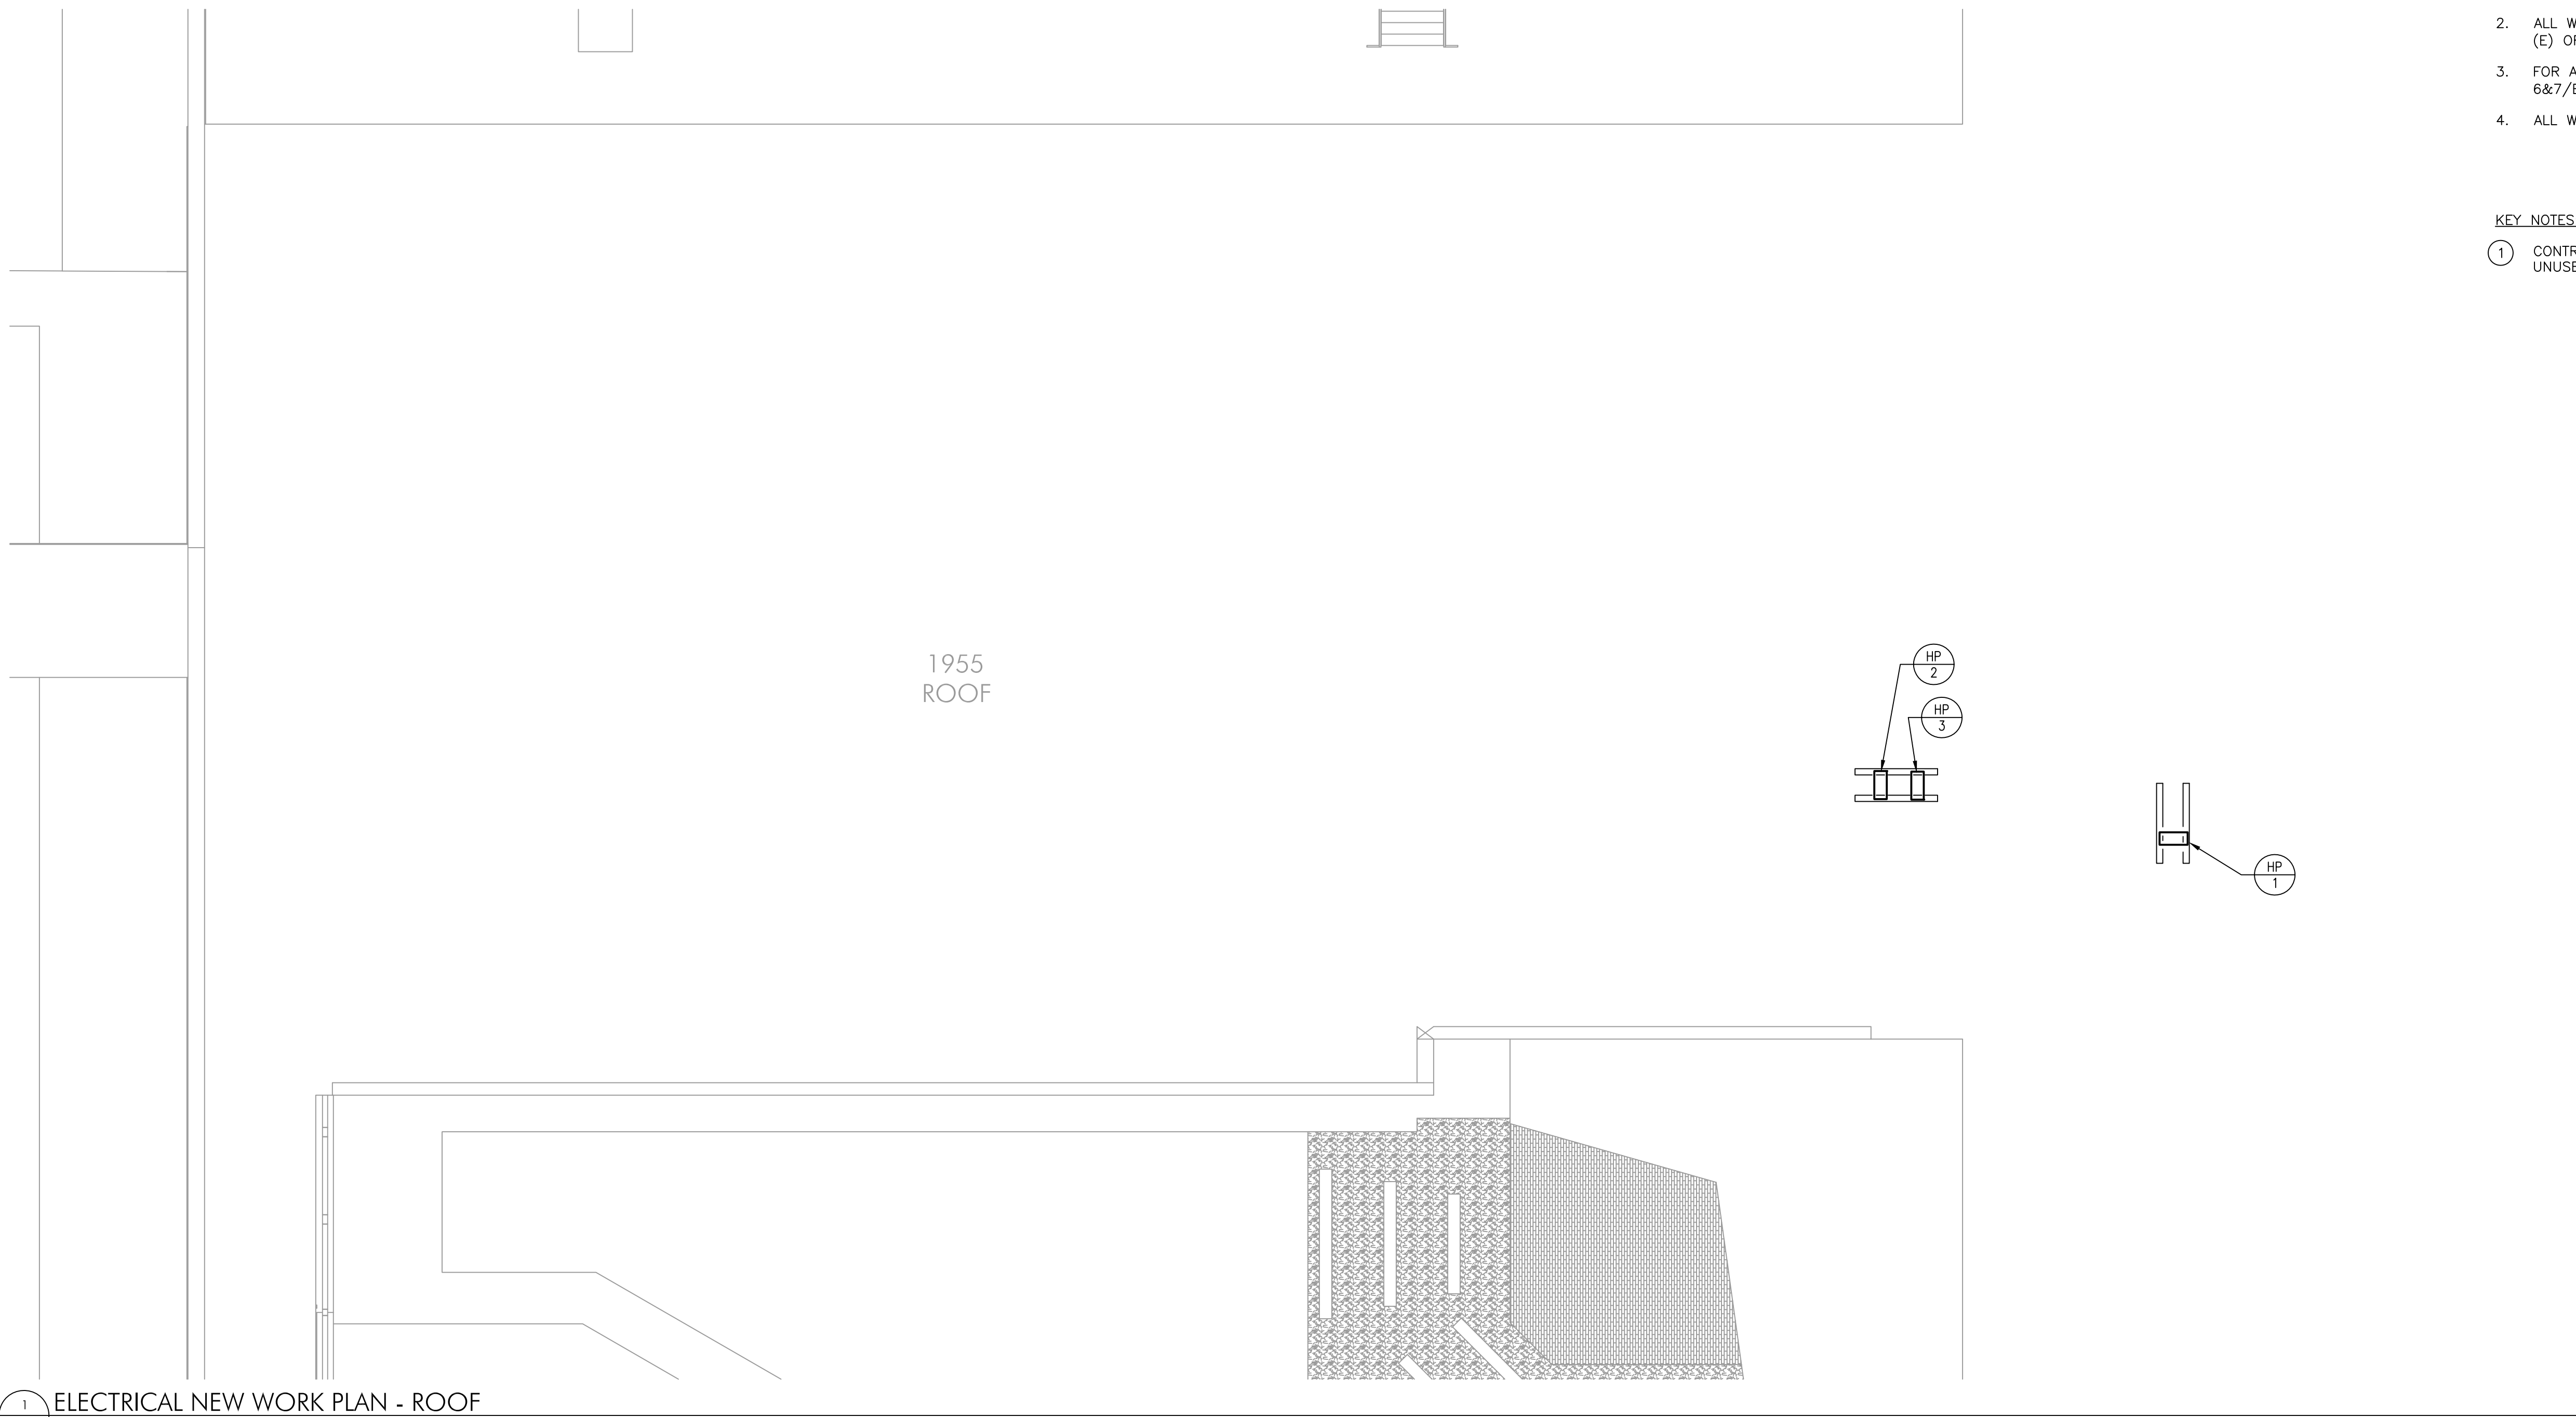 2. ALL W
(E) OF
3. FOR A
6&7/E
4. ALL W
KEY NOTES
1 CONTR
UNUSE
1955
ROOF
HP
2
HP
3
HP
1
1 ELECTRICAL NEW WORK PLAN - ROOF